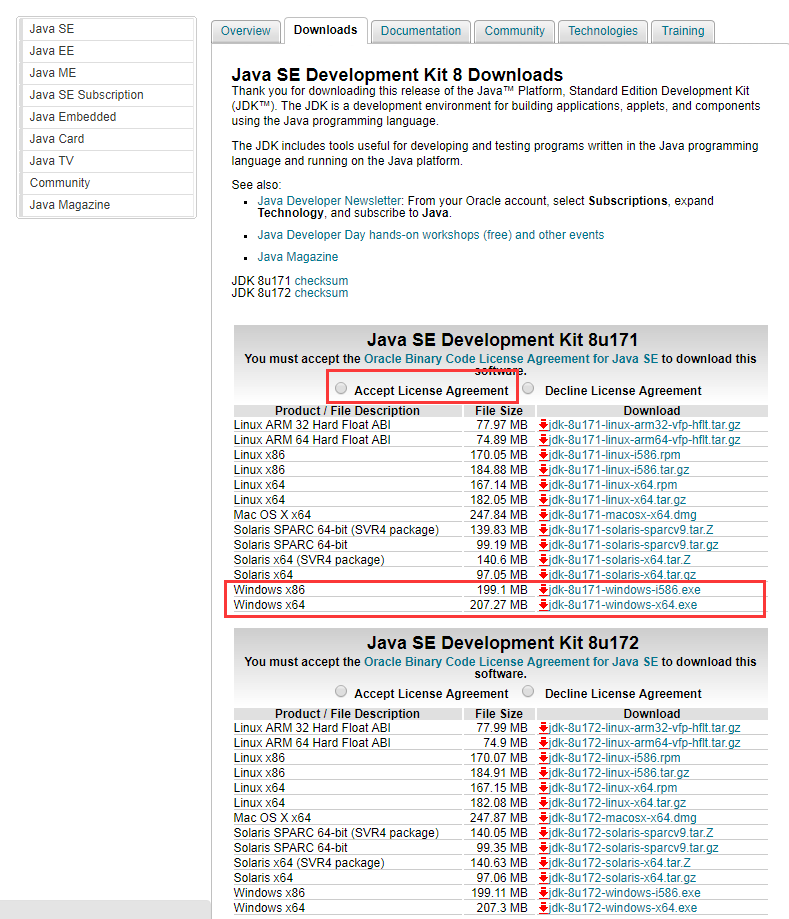 Java SE
Java EE
Java ME
Java SE Subscription
Java Embedded
Java Card
Java TV
Community
Java Magazine
Overview Downloads Documentation Community Technologies Training
Java SE Development Kit 8 Downloads
Thank you for downloading this release of the Java™ Platform, Standard Edition Development Kit
(JDK™). The JDK is a development environment for building applications, applets, and components
using the Java programming language.
The JDK includes tools useful for developing and testing programs written in the Java programming
language and running on the Java platform.
See also:
Java Developer Newsletter: From your Oracle account, select Subscriptions, expand
Technology, and subscribe to Java.
Java Developer Day hands-on workshops (free) and other events
Java Magazine
JDK 8u171 checksum
JDK 8u172 checksum
Java SE Development Kit 8u171
You must accept the Oracle Binary Code License Agreement for Java SE to download this
software.
Accept License Agreement Decline License Agreement
Product / File Description File Size Download
Linux ARM 32 Hard Float ABI 77.97 MB jdk-8u171-linux-arm32-vfp-hflt.tar.gz
Linux ARM 64 Hard Float ABI 74.89 MB jdk-8u171-linux-arm64-vfp-hflt.tar.gz
Linux x86 170.05 MB jdk-8u171-linux-i586.rpm
Linux x86 184.88 MB jdk-8u171-linux-i586.tar.gz
Linux x64 167.14 MB jdk-8u171-linux-x64.rpm
Linux x64 182.05 MB jdk-8u171-linux-x64.tar.gz
Mac OS X x64 247.84 MB jdk-8u171-macosx-x64.dmg
Solaris SPARC 64-bit (SVR4 package) 139.83 MB jdk-8u171-solaris-sparcv9.tar.Z
Solaris SPARC 64-bit 99.19 MB jdk-8u171-solaris-sparcv9.tar.gz
Solaris x64 (SVR4 package) 140.6 MB jdk-8u171-solaris-x64.tar.Z
Solaris x64 97.05 MB jdk-8u171-solaris-x64.tar.gz
Windows x86 199.1 MB jdk-8u171-windows-i586.exe
Windows x64 207.27 MB jdk-8u171-windows-x64.exe
Java SE Development Kit 8u172
You must accept the Oracle Binary Code License Agreement for Java SE to download this
software.
Accept License Agreement Decline License Agreement
Product / File Description File Size Download
Linux ARM 32 Hard Float ABI 77.99 MB jdk-8u172-linux-arm32-vfp-hflt.tar.gz
Linux ARM 64 Hard Float ABI 74.9 MB jdk-8u172-linux-arm64-vfp-hflt.tar.gz
Linux x86 170.07 MB jdk-8u172-linux-i586.rpm
Linux x86 184.91 MB jdk-8u172-linux-i586.tar.gz
Linux x64 167.15 MB jdk-8u172-linux-x64.rpm
Linux x64 182.08 MB jdk-8u172-linux-x64.tar.gz
Mac OS X x64 247.87 MB jdk-8u172-macosx-x64.dmg
Solaris SPARC 64-bit (SVR4 package) 140.05 MB jdk-8u172-solaris-sparcv9.tar.Z
Solaris SPARC 64-bit 99.35 MB jdk-8u172-solaris-sparcv9.tar.gz
Solaris x64 (SVR4 package) 140.63 MB jdk-8u172-solaris-x64.tar.Z
Solaris x64 97.06 MB jdk-8u172-solaris-x64.tar.gz
Windows x86 199.11 MB jdk-8u172-windows-i586.exe
Windows x64 207.3 MB jdk-8u172-windows-x64.exe